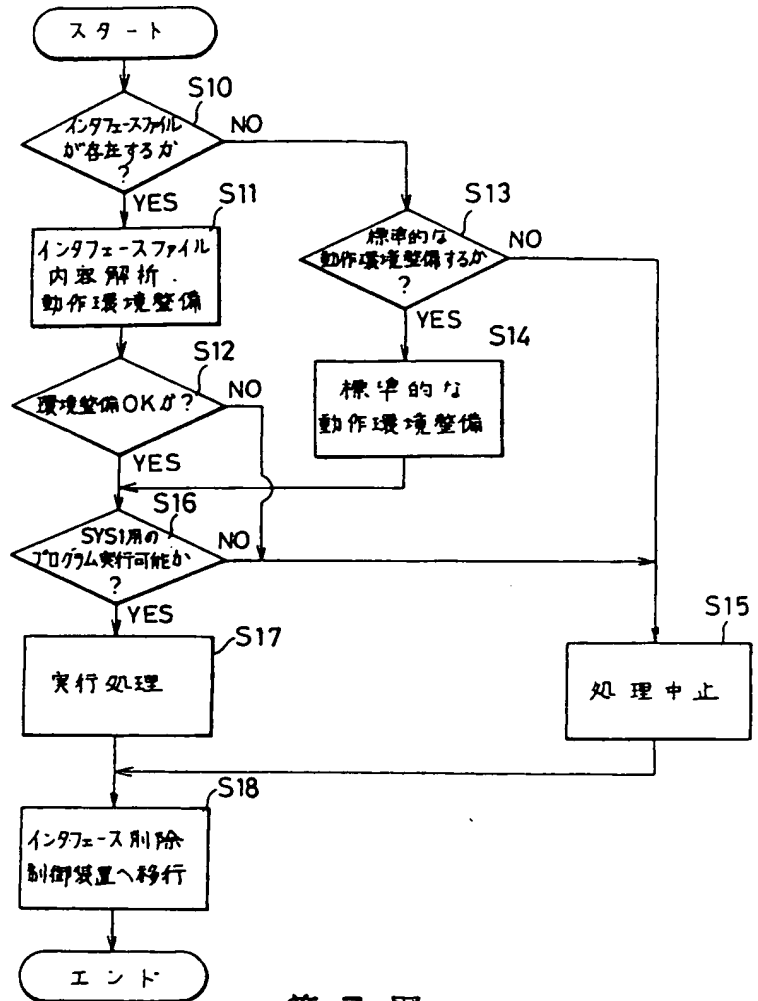 スタート
S10
インタフェースファイル
が存在するか
?
NO
YES
S11
インタフェースファイル
内容解析・
動作環境整備
S13
標準的な
動作環境整備するか
?
NO
YES
S12
環境整備OKか?
NO
YES
S14
標準的な
動作環境整備
S16
SYS1用の
プログラム実行可能か
?
NO
YES
S17
実行処理
S15
処理中止
S18
インタフェース削除
制御装置へ移行
エンド